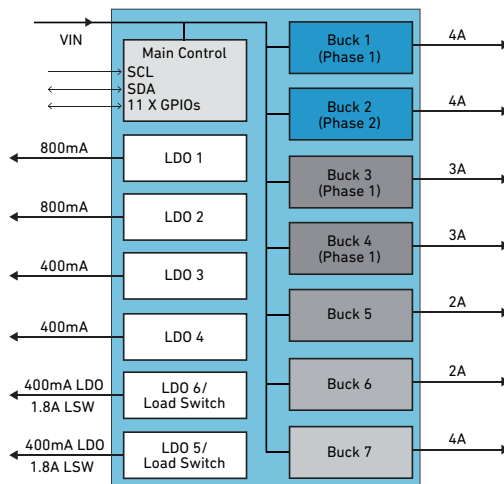 VIN
Main Control
SCL
SDA
11 X GPIOs
800mA
LDO 1
800mA
LDO 2
400mA
LDO 3
400mA
LDO 4
400mA LDO
1.8A LSW
LDO 6/
Load Switch
400mA LDO
1.8A LSW
LDO 5/
Load Switch
Buck 1
(Phase 1)
4A
Buck 2
(Phase 2)
4A
Buck 3
(Phase 1)
3A
Buck 4
(Phase 1)
3A
Buck 5
2A
Buck 6
2A
Buck 7
4A